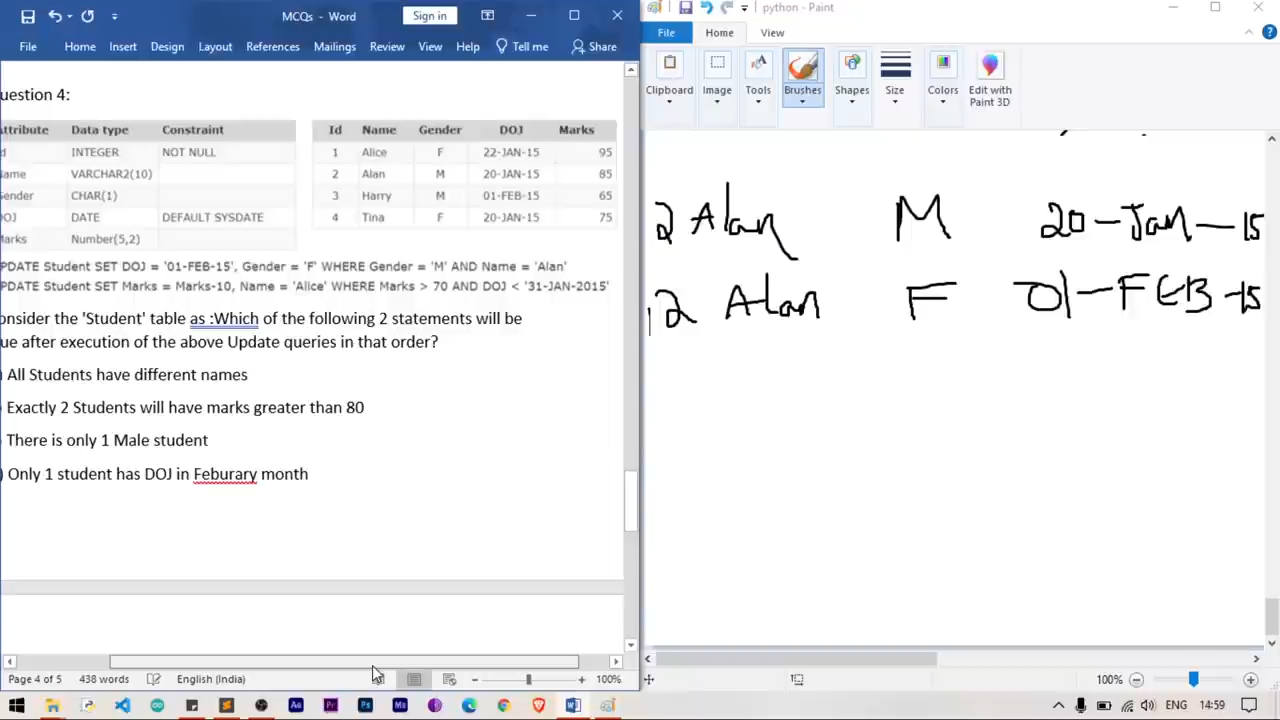 MCQs - Word
Sign in
File Home Insert Design Layout References Mailings Review View Help Tell me Share
uestion 4:
ttribute Data type Constraint
d INTEGER NOT NULL
Name VARCHAR2(10)
Gender CHAR(1)
DOJ DATE DEFAULT SYSDATE
Marks Number(5,2)
Id Name Gender DOJ Marks
1 Alice F 22-JAN-15 95
2 Alan M 20-JAN-15 85
3 Harry M 01-FEB-15 65
4 Tina F 20-JAN-15 75
PDATE Student SET DOJ = '01-FEB-15', Gender = 'F' WHERE Gender = 'M' AND Name = 'Alan'
PDATE Student SET Marks = Marks-10, Name = 'Alice' WHERE Marks > 70 AND DOJ < '31-JAN-2015'
onsider the 'Student' table as :Which of the following 2 statements will be
ue after execution of the above Update queries in that order?
) All Students have different names
Exactly 2 Students will have marks greater than 80
There is only 1 Male student
) Only 1 student has DOJ in Feburary month
Page 4 of 5 438 words English (India) 100%
python - Paint
File Home View
Clipboard Image Tools Brushes Shapes Size Colors Edit with
Paint 3D
2 Alan M 20-Jan-15
2 Alan F 01-FEB-15
100%
ENG 14:59